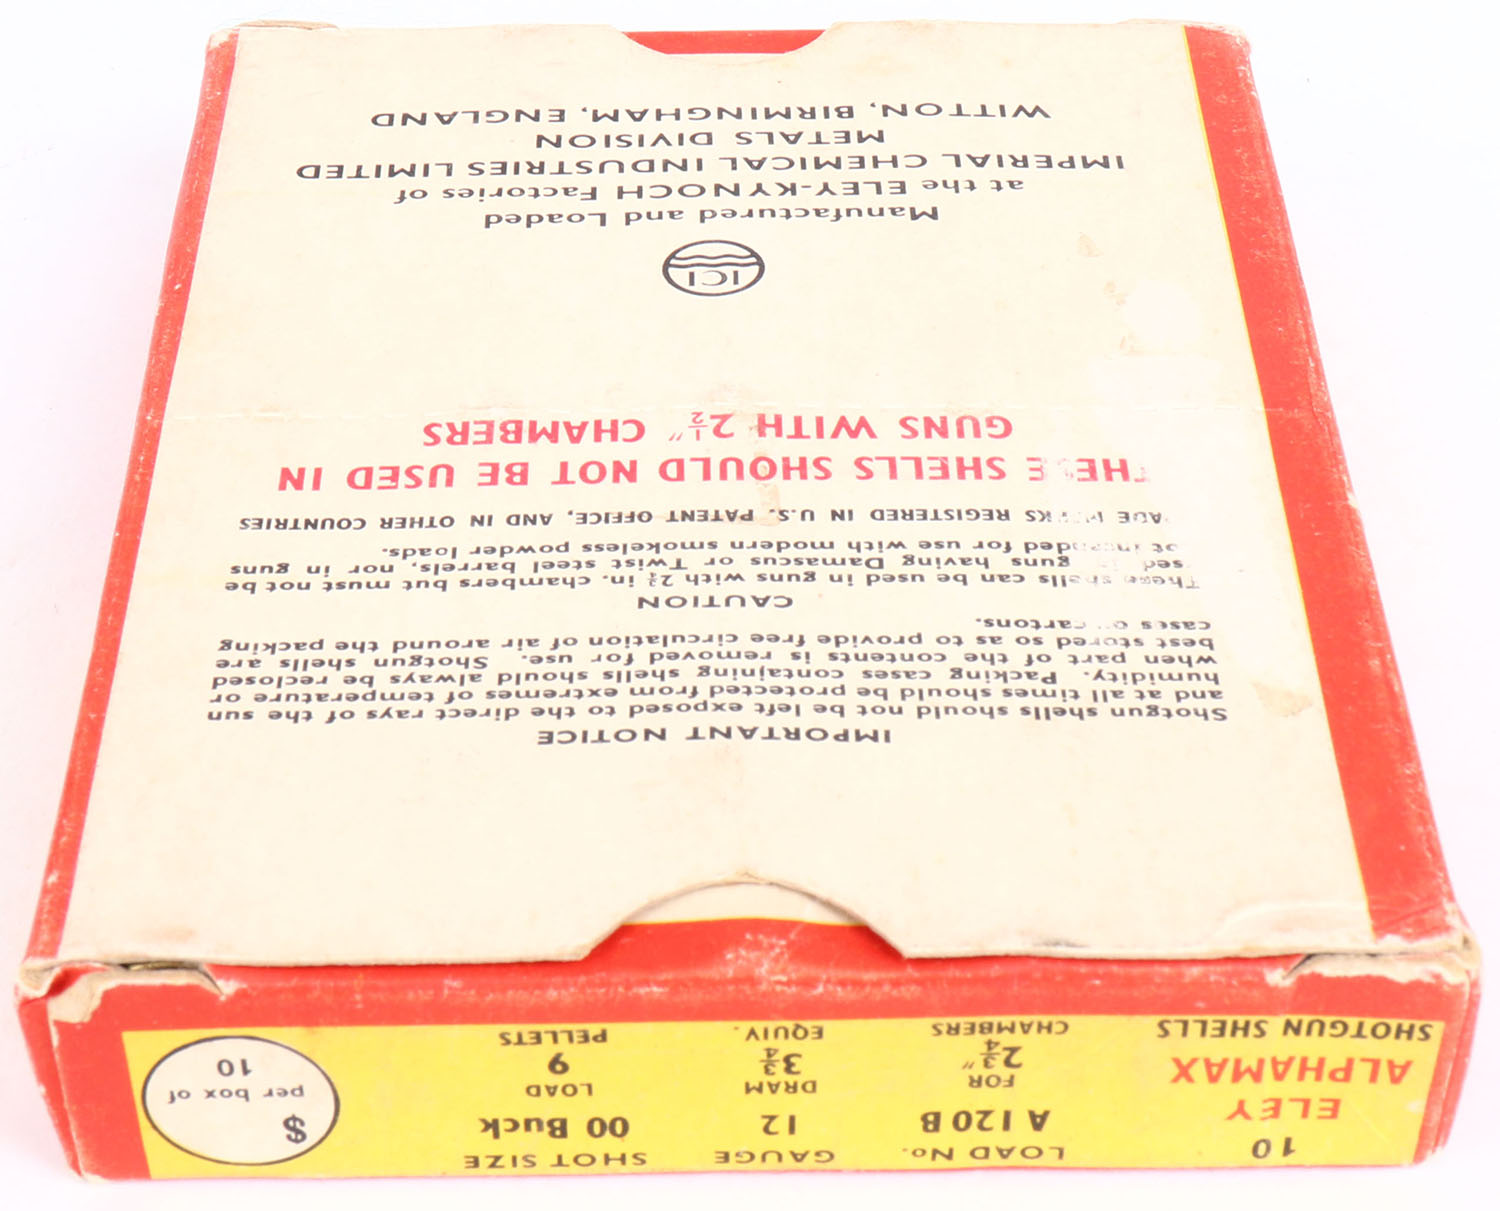 10
ELEY
ALPHAMAX
SHOTGUN SHELLS
LOAD No.
A120B
FOR
2¾"
CHAMBERS
GAUGE
12
DRAM
3¾
EQUIV.
SHOT SIZE
00 Buck
LOAD
9
PELLETS
$
per box of
10
IMPORTANT NOTICE
Shotgun shells should not be left exposed to the direct rays of the sun
and at all times should be protected from extremes of temperature or
humidity. Packing cases containing shells should always be reclosed
when part of the contents is removed for use. Shotgun shells are
best stored so as to provide free circulation of air around the packing
cases or cartons.
CAUTION
These shells can be used in guns with 2¾ in. chambers but must not be
used in guns having Damascus or Twist steel barrels, nor in guns
not intended for use with modern smokeless powder loads.
REGISTERED IN U.S. PATENT OFFICE, AND IN OTHER COUNTRIES
THESE SHELLS SHOULD NOT BE USED IN
GUNS WITH 2½" CHAMBERS
ICI
Manufactured and Loaded
at the ELEY-KYNOCH Factories of
IMPERIAL CHEMICAL INDUSTRIES LIMITED
METALS DIVISION
WITTON, BIRMINGHAM, ENGLAND